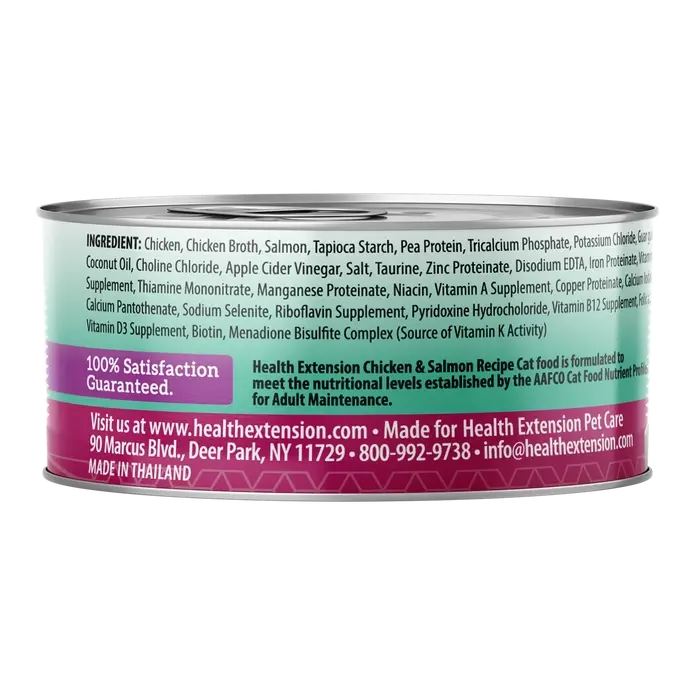 INGREDIENT: Chicken, Chicken Broth, Salmon, Tapioca Starch, Pea Protein, Tricalcium Phosphate, Potassium Chloride, Guar
Coconut Oil, Choline Chloride, Apple Cider Vinegar, Salt, Taurine, Zinc Proteinate, Disodium EDTA, Iron Proteinate,
Supplement, Thiamine Mononitrate, Manganese Proteinate, Niacin, Vitamin A Supplement, Copper Proteinate, Calcium
Calcium Pantothenate, Sodium Selenite, Riboflavin Supplement, Pyridoxine Hydrocholoride, Vitamin B12 Supplement,
Vitamin D3 Supplement, Biotin, Menadione Bisulfite Complex (Source of Vitamin K Activity)
100% Satisfaction
Guaranteed.
Health Extension Chicken & Salmon Recipe Cat food is formulated to
meet the nutritional levels established by the AAFCO Cat Food Nutrient
for Adult Maintenance.
Visit us at www.healthextension.com • Made for Health Extension Pet Care
90 Marcus Blvd., Deer Park, NY 11729 • 800-992-9738 • info@healthextension.com
MADE IN THAILAND